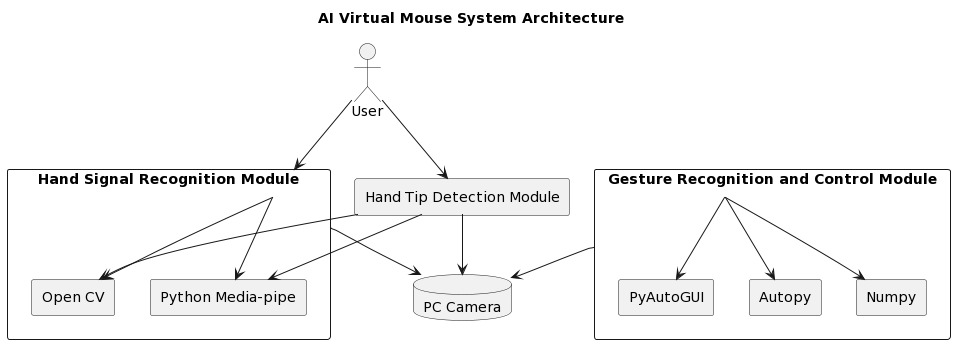 AI Virtual Mouse System Architecture
User
Hand Signal Recognition Module
Hand Tip Detection Module
Gesture Recognition and Control Module
Open CV
Python Media-pipe
PC Camera
PyAutoGUI
Autopy
Numpy